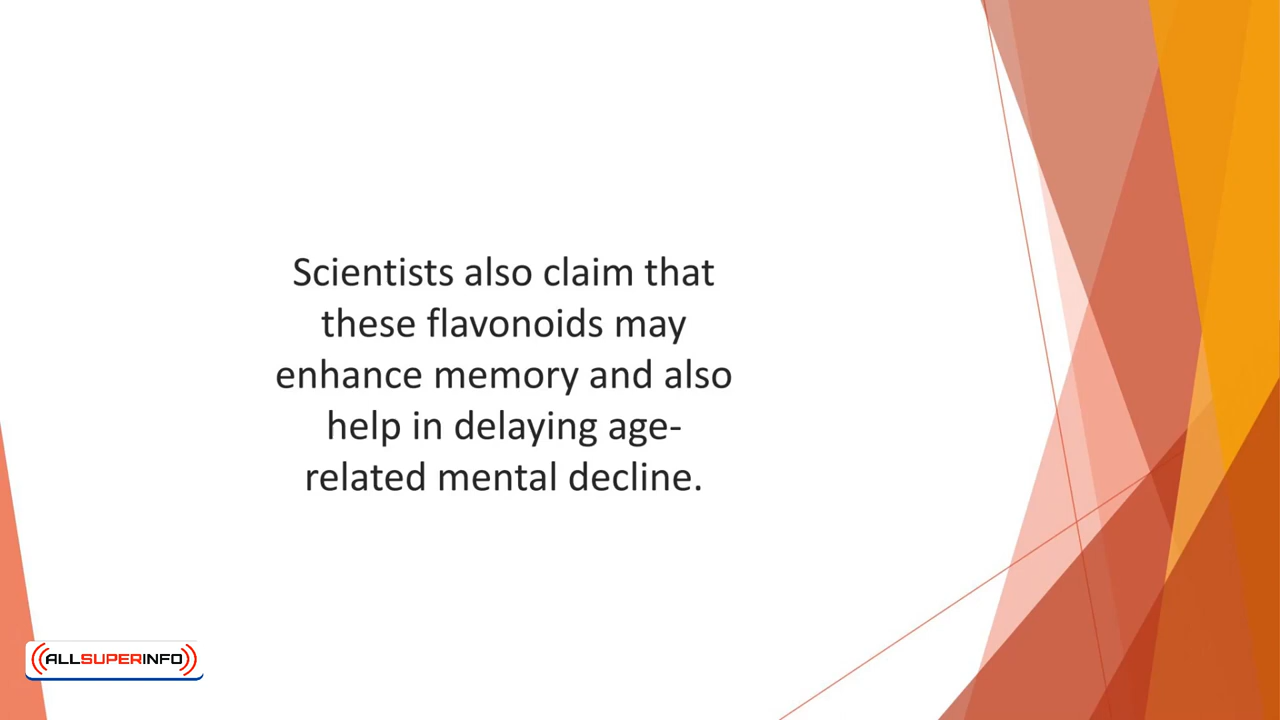 Scientists also claim that
these flavonoids may
enhance memory and also
help in delaying age-
related mental decline.
ALLSUPERINFO